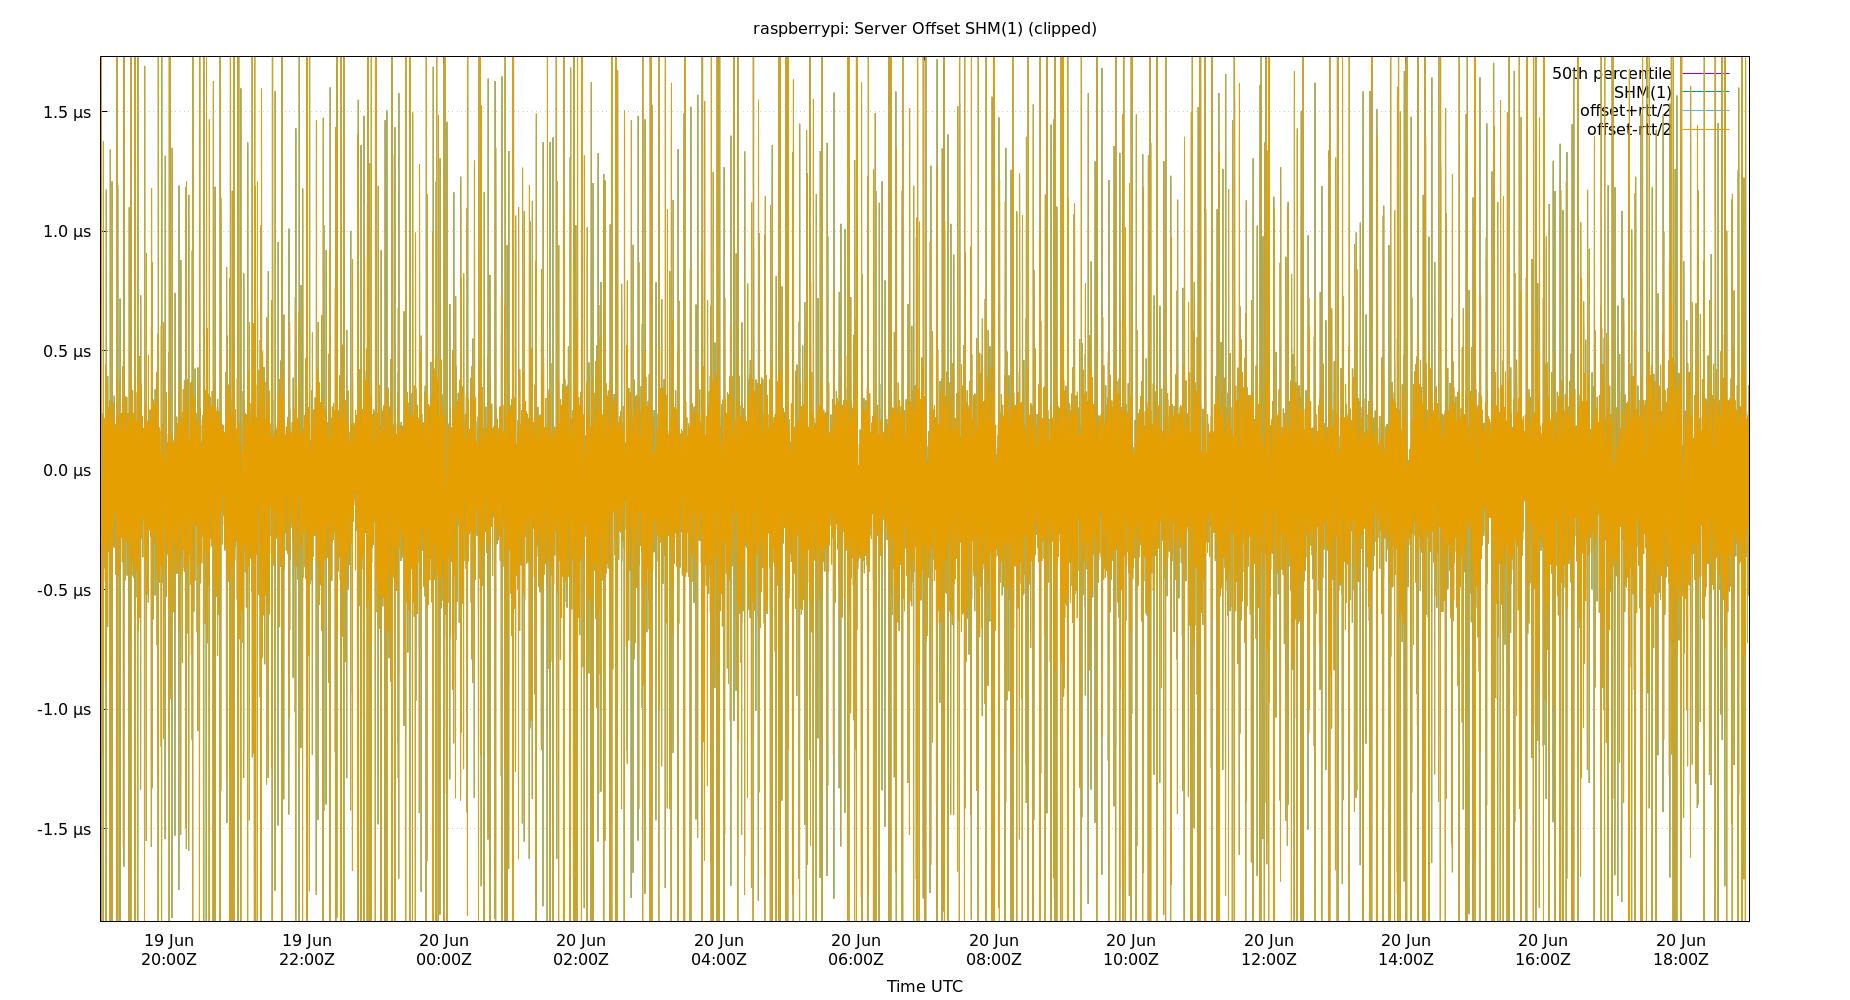 raspberrypi: Server Offset SHM(1) (clipped)
50th percentile
SHM(1)
offset+rtt/2
offset-rtt/2
1.5 µs
1.0 µs
0.5 µs
0.0 µs
-0.5 µs
-1.0 µs
-1.5 µs
19 Jun 19 Jun 20 Jun 20 Jun 20 Jun 20 Jun 20 Jun 20 Jun 20 Jun 20 Jun 20 Jun 20 Jun
20:00Z 22:00Z 00:00Z 02:00Z 04:00Z 06:00Z 08:00Z 10:00Z 12:00Z 14:00Z 16:00Z 18:00Z
Time UTC